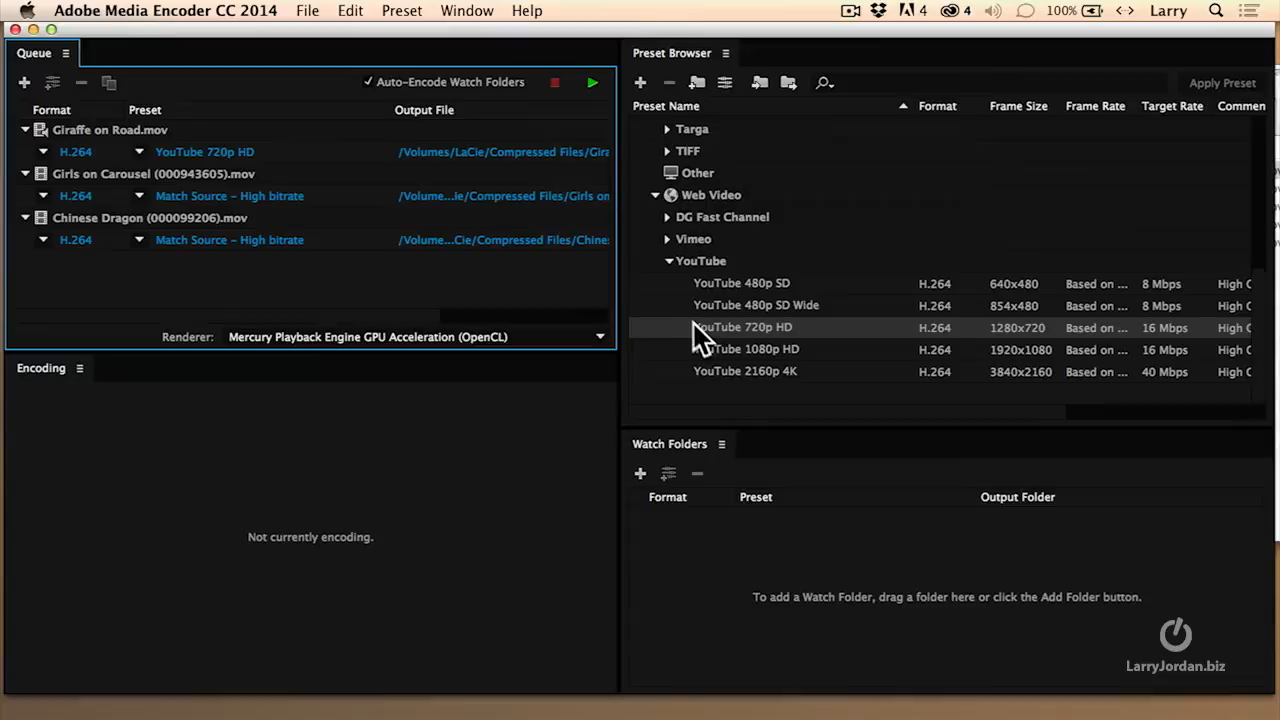 Adobe Media Encoder CC 2014 File Edit Preset Window Help 4 4 100% Larry
Queue
Auto-Encode Watch Folders
Format Preset Output File
Giraffe on Road.mov
H.264 YouTube 720p HD /Volumes/LaCie/Compressed Files/Gira
Girls on Carousel (000943605).mov
H.264 Match Source – High bitrate /Volume...ie/Compressed Files/Girls on
Chinese Dragon (000099206).mov
H.264 Match Source – High bitrate /Volume...Cie/Compressed Files/Chine
Renderer: Mercury Playback Engine GPU Acceleration (OpenCL)
Encoding
Not currently encoding.
Preset Browser
Apply Preset
Preset Name Format Frame Size Frame Rate Target Rate Commen
Targa
TIFF
Other
Web Video
DG Fast Channel
Vimeo
YouTube
YouTube 480p SD H.264 640x480 Based on ... 8 Mbps High C
YouTube 480p SD Wide H.264 854x480 Based on ... 8 Mbps High C
YouTube 720p HD H.264 1280x720 Based on ... 16 Mbps High C
YouTube 1080p HD H.264 1920x1080 Based on ... 16 Mbps High C
YouTube 2160p 4K H.264 3840x2160 Based on ... 40 Mbps High C
Watch Folders
Format Preset Output Folder
To add a Watch Folder, drag a folder here or click the Add Folder button.
LarryJordan.biz